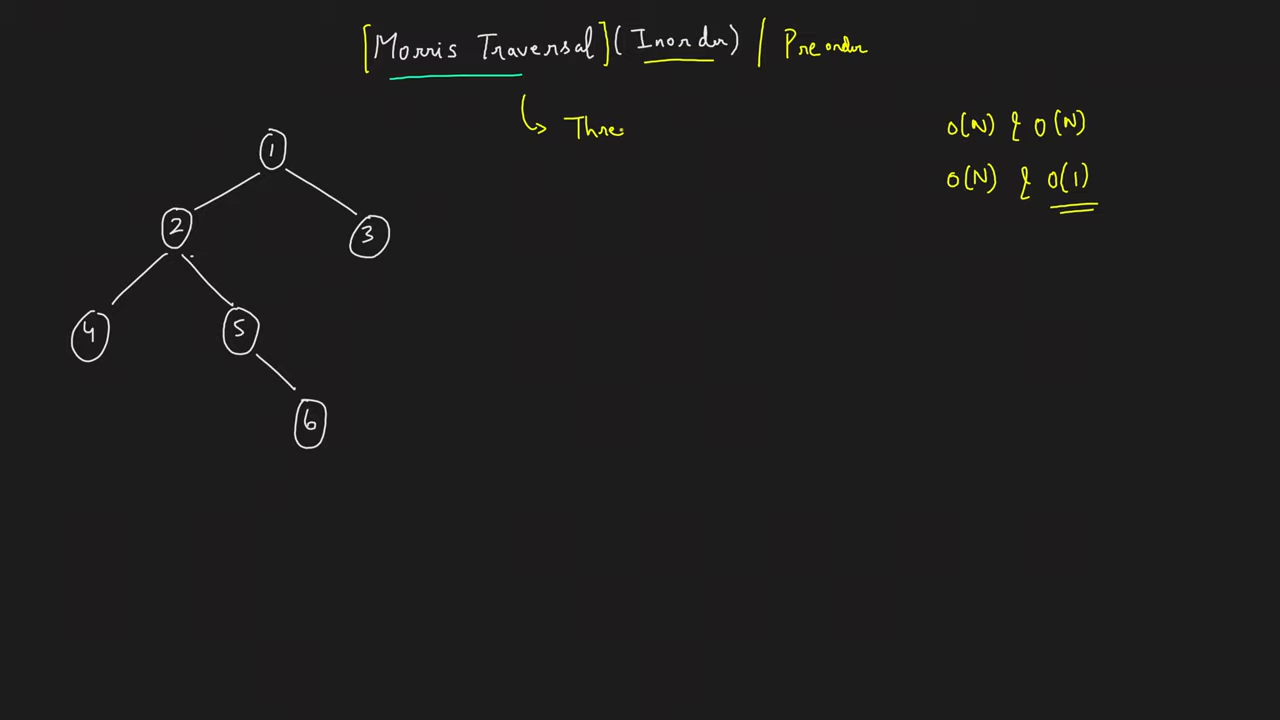 [Morris Traversal] (Inorder) | Preorder
Thre
O(N) & O(N)
O(N) & O(1)
1
2
3
4
5
6